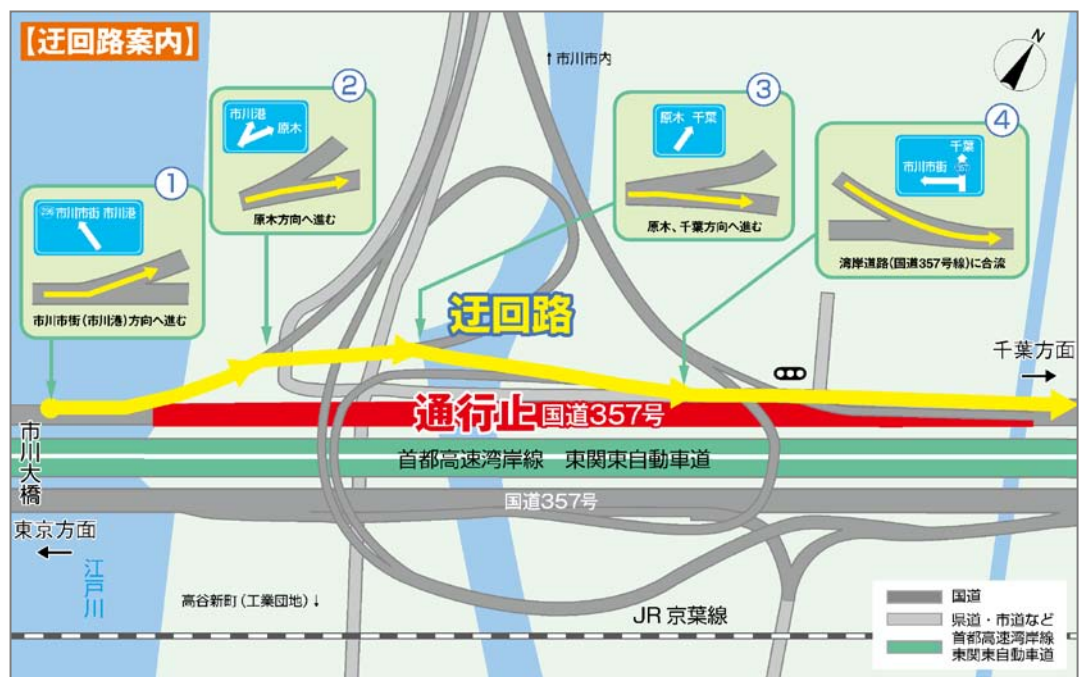 【迂回路案内】
↑市川市内
N
①
市川市街 市川港
市川市街(市川港)方向へ進む
②
市川港
原木
原木方向へ進む
③
原木 千葉
原木、千葉方向へ進む
④
千葉
市川市街
湾岸道路(国道357号線)に合流
迂回路
千葉方面
→
通行止 国道357号
首都高速湾岸線 東関東自動車道
国道357号
市川大橋
東京方面
←
江戸川
高谷新町(工業団地)↓
JR 京葉線
国道
県道・市道など
首都高速湾岸線
東関東自動車道